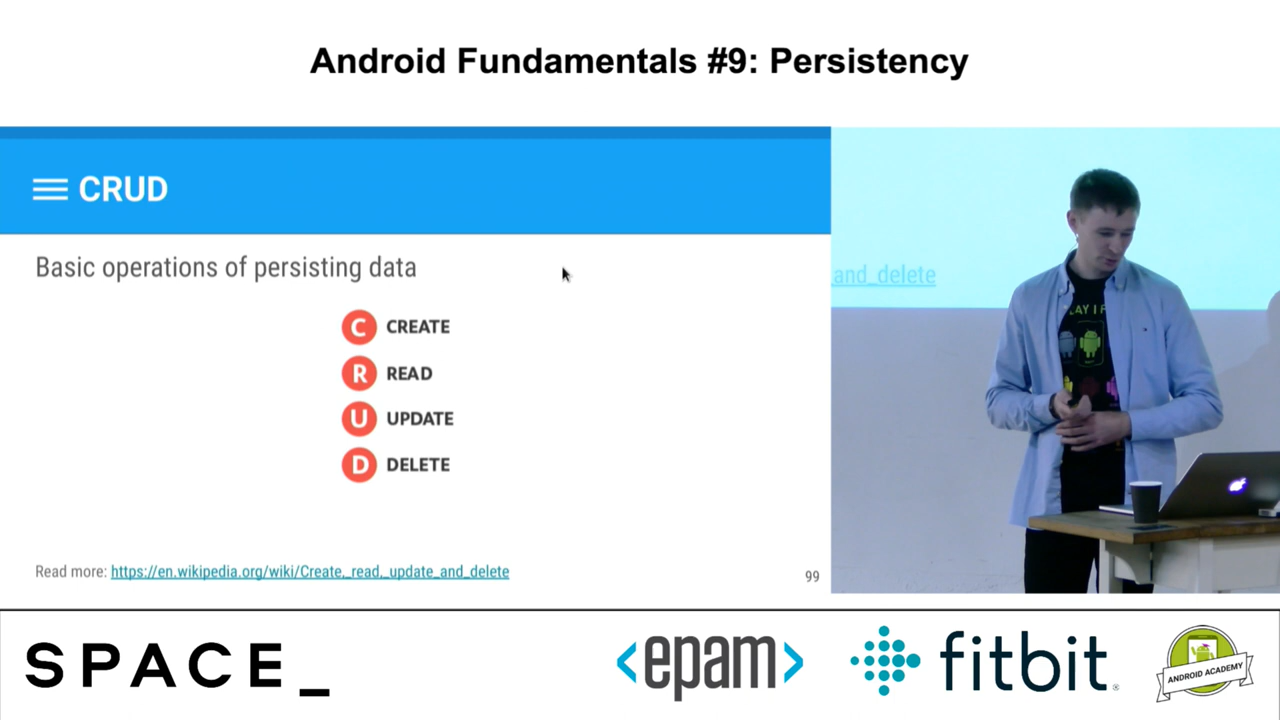 Android Fundamentals #9: Persistency
CRUD
Basic operations of persisting data
C CREATE
R READ
U UPDATE
D DELETE
Read more: https://en.wikipedia.org/wiki/Create,_read,_update_and_delete
99
and_delete
LAY I F
SPACE_
<epam>
fitbit
ANDROID ACADEMY